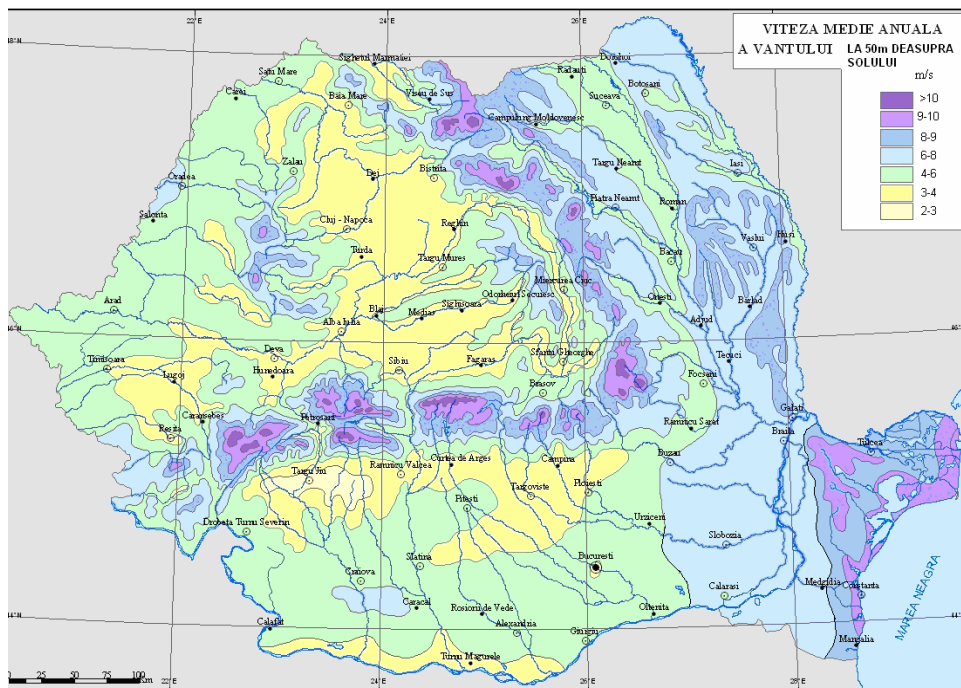 22°E
24°E
26°E
VITEZA MEDIE ANUALA
A VANTULUI LA 50m DEASUPRA
SOLULUI
m/s
>10
9-10
8-9
6-8
4-6
3-4
2-3
Sighetul Marmatiei
Dorohoi
Satu Mare
Radauti
Botosani
Carei
Baia Mare
Viseu de Sus
Suceava
Campulung Moldovenesc
Zalau
Dej
Bistrita
Targu Neamt
Iasi
Oradea
Piatra Neamt
Roman
Salonta
Cluj - Napoca
Reghin
Vaslui
Husi
Turda
Targu Mures
Bacau
Miercurea Ciuc
Odorheiul Secuiesc
Arad
Blaj
Medias
Sighisoara
Onesti
Barlad
Alba Iulia
Adjud
Deva
Sfantu Gheorghe
Tecuci
Timisoara
Lugoj
Hunedoara
Sibiu
Fagaras
Focsani
Brasov
Caransebes
Petrosani
Galati
Resita
Ramnicu Sarat
Braila
Tulcea
Targu Jiu
Ramnicu Valcea
Curtea de Arges
Campina
Buzau
Pitesti
Targoviste
Ploiesti
Drobeta Turnu Severin
Urziceni
Slobozia
Slatina
Bucuresti
Craiova
Calarasi
Medgidia
Constanta
Caracal
Rosiorii de Vede
Oltenita
Calafat
Alexandria
Giurgiu
Mangalia
Turnu Magurele
MAREA NEAGRA
0 25 50 75 100
Km
22°E
24°E
26°E
28°E